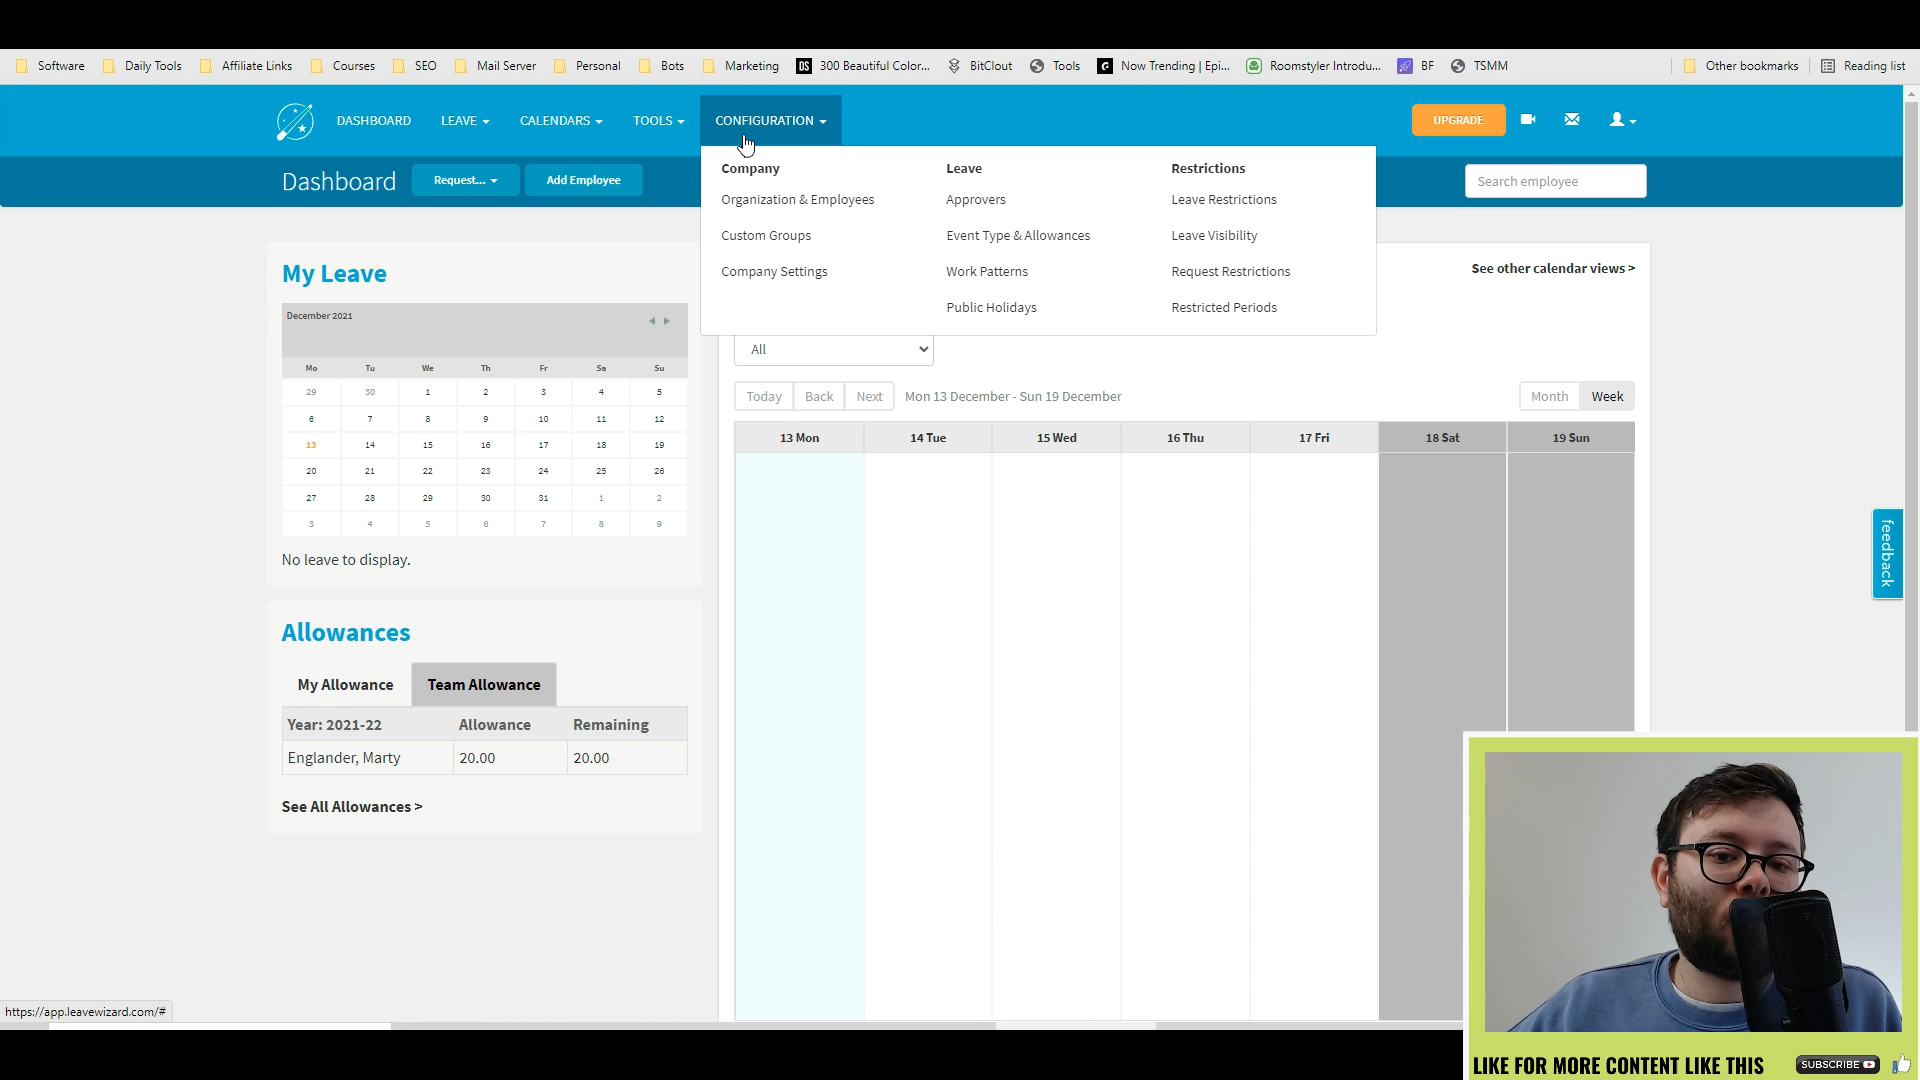 Software
Daily Tools
Affiliate Links
Courses
SEO
Mail Server
Personal
Bots
Marketing
DS 300 Beautiful Color...
BitClout
Tools
Now Trending | Epi...
Roomstyler Introdu...
BF
TSMM
Other bookmarks
Reading list
DASHBOARD
LEAVE
CALENDARS
TOOLS
CONFIGURATION
UPGRADE
Dashboard
Request...
Add Employee
Search employee
Company
Organization & Employees
Custom Groups
Company Settings
Leave
Approvers
Event Type & Allowances
Work Patterns
Public Holidays
Restrictions
Leave Restrictions
Leave Visibility
Request Restrictions
Restricted Periods
My Leave
December 2021
Mo Tu We Th Fr Sa Su
29 30 1 2 3 4 5
6 7 8 9 10 11 12
13 14 15 16 17 18 19
20 21 22 23 24 25 26
27 28 29 30 31 1 2
3 4 5 6 7 8 9
No leave to display.
Allowances
My Allowance
Team Allowance
Year: 2021-22 Allowance Remaining
Englander, Marty 20.00 20.00
See All Allowances >
See other calendar views >
All
Today Back Next Mon 13 December - Sun 19 December
Month Week
13 Mon 14 Tue 15 Wed 16 Thu 17 Fri 18 Sat 19 Sun
feedback
https://app.leavewizard.com/#
LIKE FOR MORE CONTENT LIKE THIS
SUBSCRIBE